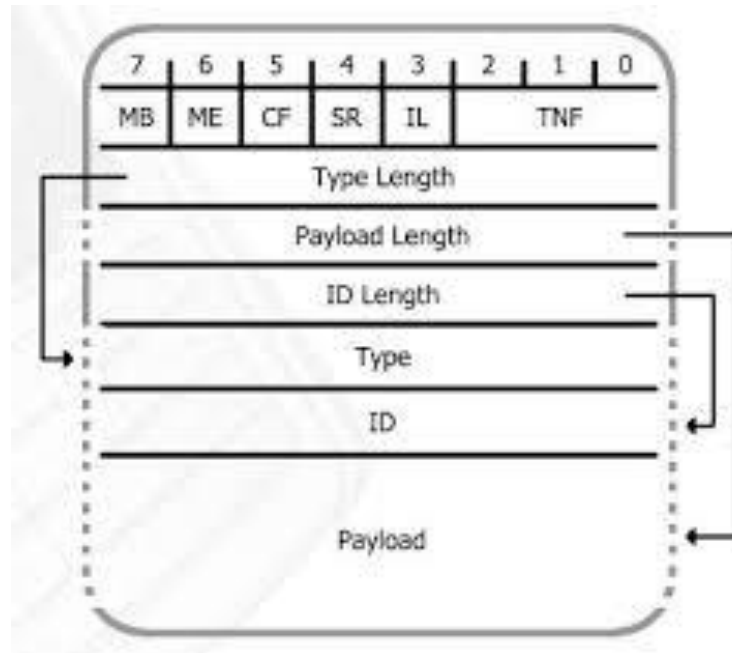 7 6 5 4 3 2 1 0
MB ME CF SR IL TNF
Type Length
Payload Length
ID Length
Type
ID
Payload